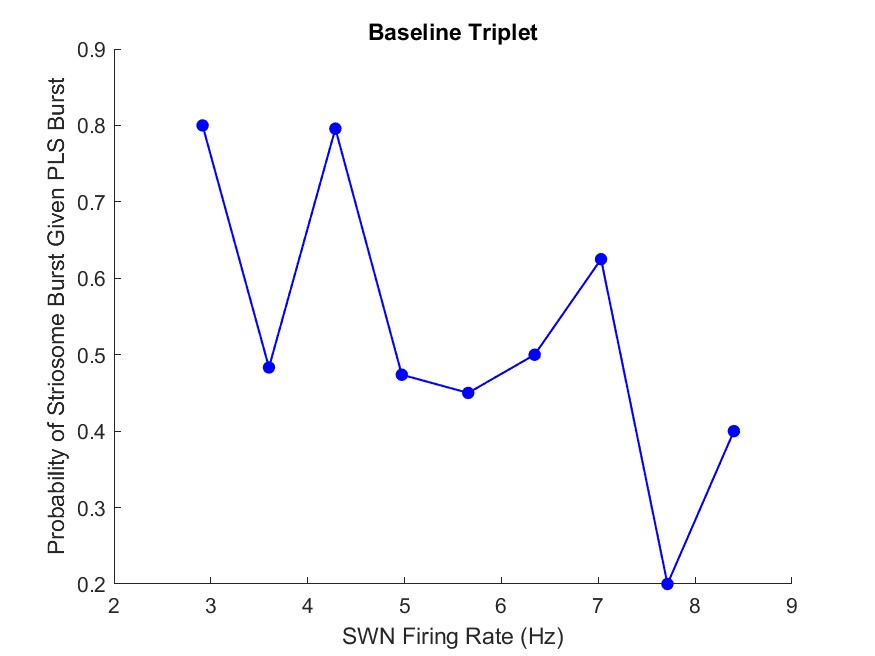 Baseline Triplet
Probability of Striosome Burst Given PLS Burst
0.9
0.8
0.7
0.6
0.5
0.4
0.3
0.2
2 3 4 5 6 7 8 9
SWN Firing Rate (Hz)